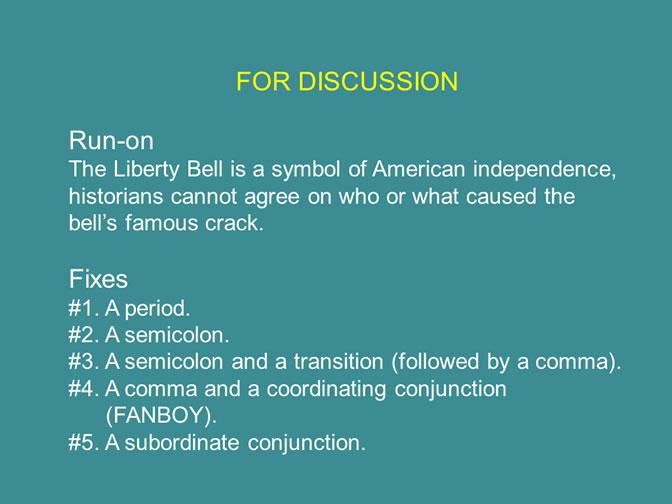 FOR DISCUSSION
Run-on
The Liberty Bell is a symbol of American independence,
historians cannot agree on who or what caused the
bell’s famous crack.
Fixes
#1. A period.
#2. A semicolon.
#3. A semicolon and a transition (followed by a comma).
#4. A comma and a coordinating conjunction
(FANBOY).
#5. A subordinate conjunction.